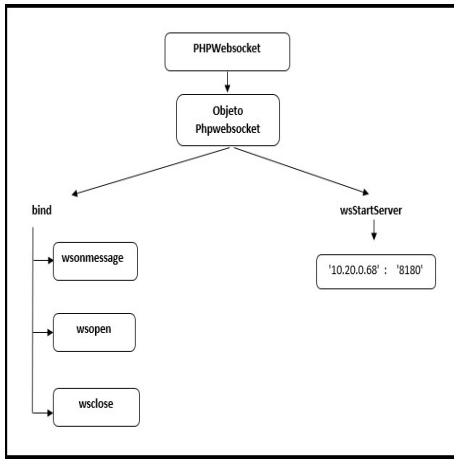 PHPWebsocket
Objeto
Phpwebsocket
bind
wsStartServer
wsonmessage
'10.20.0.68' : '8180'
wsopen
wsclose